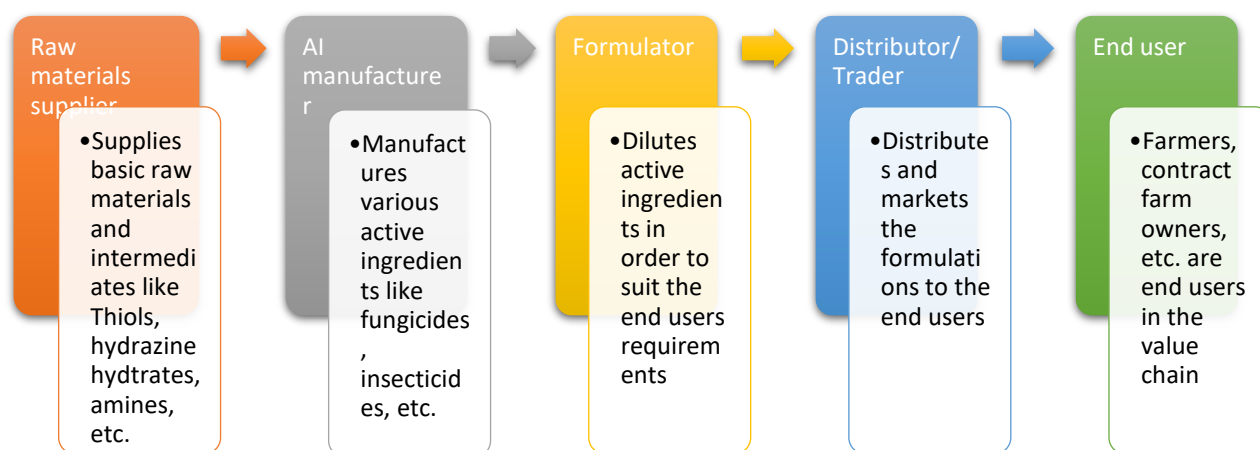 Raw
materials
supplier
•Supplies
basic raw
materials
and
intermedi
ates like
Thiols,
hydrazine
hydtrates,
amines,
etc.
AI
manufacture
r
•Manufact
ures
various
active
ingredien
ts like
fungicides
,
insecticid
es, etc.
Formulator
•Dilutes
active
ingredien
ts in
order to
suit the
end users
requirem
ents
Distributor/
Trader
•Distribute
s and
markets
the
formulati
ons to the
end users
End user
•Farmers,
contract
farm
owners,
etc. are
end users
in the
value
chain